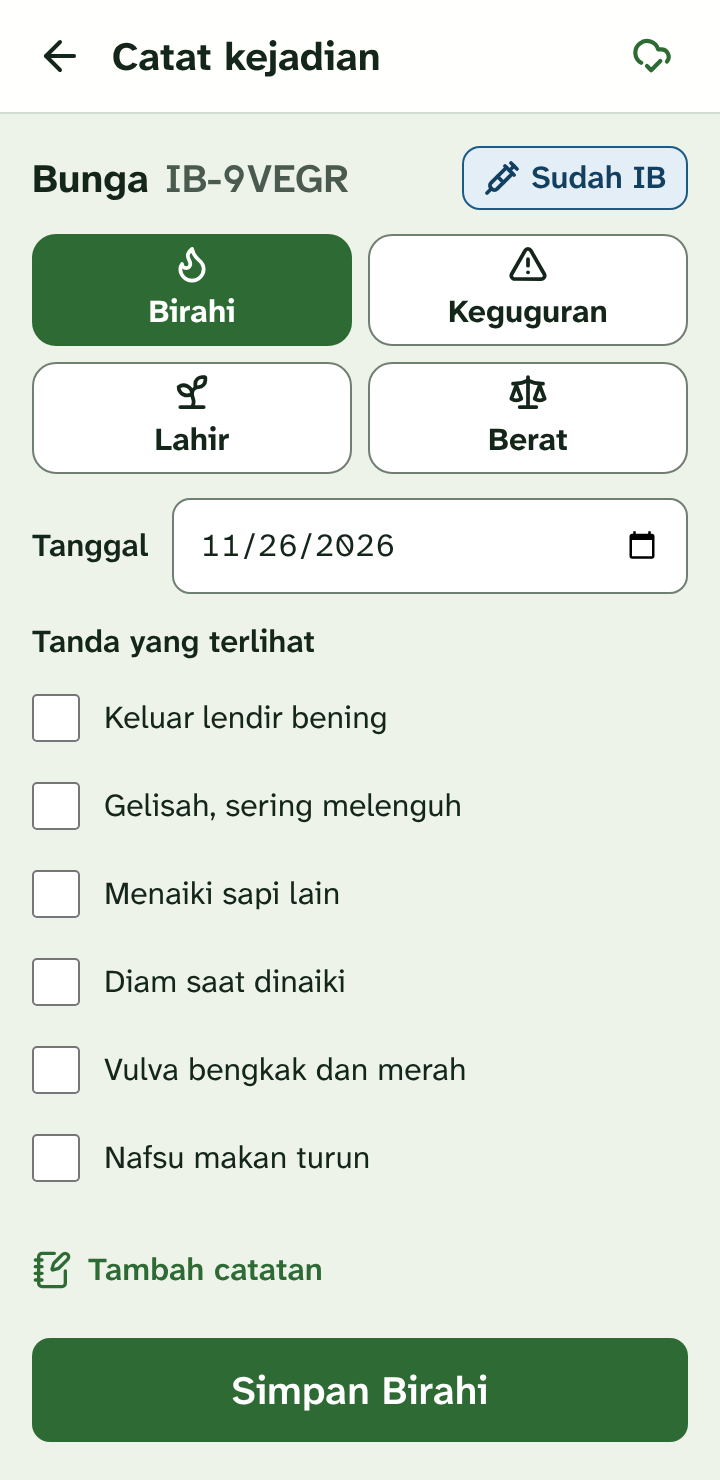 Catat kejadian
Bunga IB-9VEGR
Sudah IB
Birahi
Keguguran
Lahir
Berat
Tanggal
11/26/2026
Tanda yang terlihat
Keluar lendir bening
Gelisah, sering melenguh
Menaiki sapi lain
Diam saat dinaiki
Vulva bengkak dan merah
Nafsu makan turun
Tambah catatan
Simpan Birahi